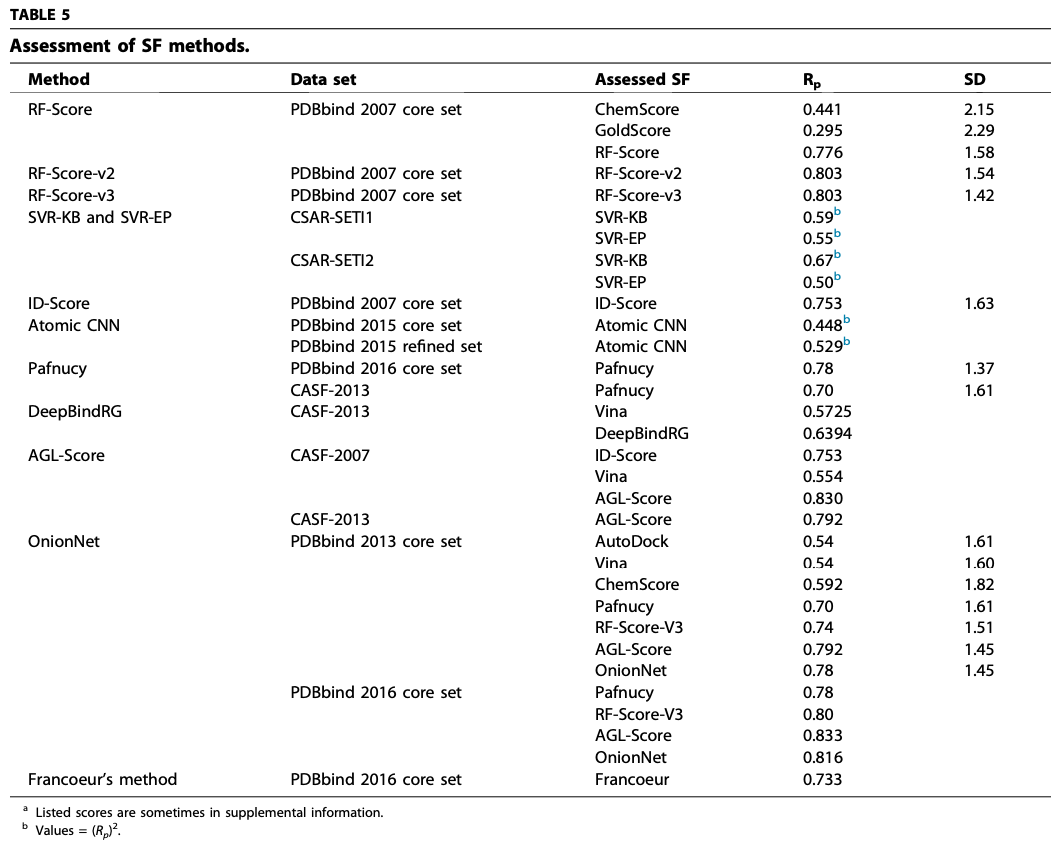 TABLE 5
Assessment of SF methods.
Method Data set Assessed SF Rp SD
RF-Score PDBbind 2007 core set ChemScore 0.441 2.15
GoldScore 0.295 2.29
RF-Score 0.776 1.58
RF-Score-v2 PDBbind 2007 core set RF-Score-v2 0.803 1.54
RF-Score-v3 PDBbind 2007 core set RF-Score-v3 0.803 1.42
SVR-KB and SVR-EP CSAR-SETI1 SVR-KB 0.59b
SVR-EP 0.55b
CSAR-SETI2 SVR-KB 0.67b
SVR-EP 0.50b
ID-Score PDBbind 2007 core set ID-Score 0.753 1.63
Atomic CNN PDBbind 2015 core set Atomic CNN 0.448b
PDBbind 2015 refined set Atomic CNN 0.529b
Pafnucy PDBbind 2016 core set Pafnucy 0.78 1.37
CASF-2013 Pafnucy 0.70 1.61
DeepBindRG CASF-2013 Vina 0.5725
DeepBindRG 0.6394
AGL-Score CASF-2007 ID-Score 0.753
Vina 0.554
AGL-Score 0.830
CASF-2013 AGL-Score 0.792
OnionNet PDBbind 2013 core set AutoDock 0.54 1.61
Vina 0.54 1.60
ChemScore 0.592 1.82
Pafnucy 0.70 1.61
RF-Score-V3 0.74 1.51
AGL-Score 0.792 1.45
OnionNet 0.78 1.45
PDBbind 2016 core set Pafnucy 0.78
RF-Score-V3 0.80
AGL-Score 0.833
OnionNet 0.816
Francoeur's method PDBbind 2016 core set Francoeur 0.733
a Listed scores are sometimes in supplemental information.
b Values = (Rp)2.